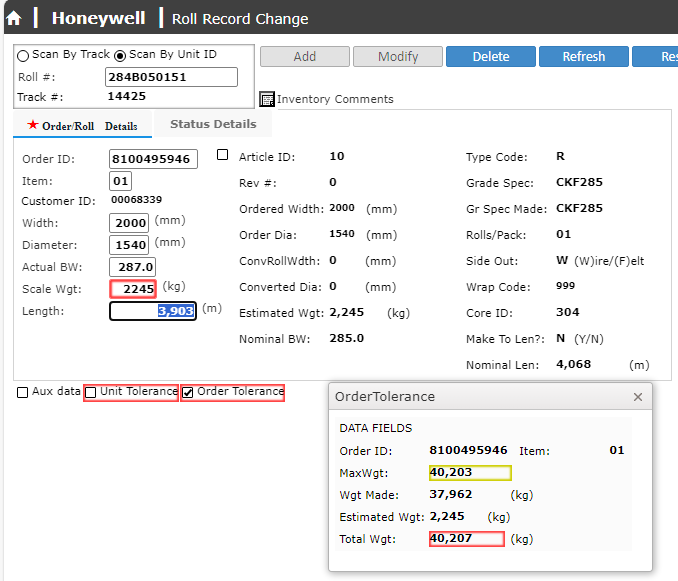 Honeywell | Roll Record Change
Scan By Track Scan By Unit ID
Roll #: 284B050151
Track #: 14425
Add Modify Delete Refresh Res
Inventory Comments
★ Order/Roll Details Status Details
Order ID: 8100495946
Item: 01
Customer ID: 00068339
Width: 2000 (mm)
Diameter: 1540 (mm)
Actual BW: 287.0
Scale Wgt: 2245 (kg)
Length: 3,903 (m)
Article ID: 10
Rev #: 0
Ordered Width: 2000 (mm)
Order Dia: 1540 (mm)
ConvRollWdth: 0 (mm)
Converted Dia: 0 (mm)
Estimated Wgt: 2,245 (kg)
Nominal BW: 285.0
Type Code: R
Grade Spec: CKF285
Gr Spec Made: CKF285
Rolls/Pack: 01
Side Out: W (W)ire/(F)elt
Wrap Code: 999
Core ID: 304
Make To Len?: N (Y/N)
Nominal Len: 4,068 (m)
Aux data Unit Tolerance Order Tolerance
OrderTolerance ×
DATA FIELDS
Order ID: 8100495946 Item: 01
MaxWgt: 40,203
Wgt Made: 37,962 (kg)
Estimated Wgt: 2,245 (kg)
Total Wgt: 40,207 (kg)